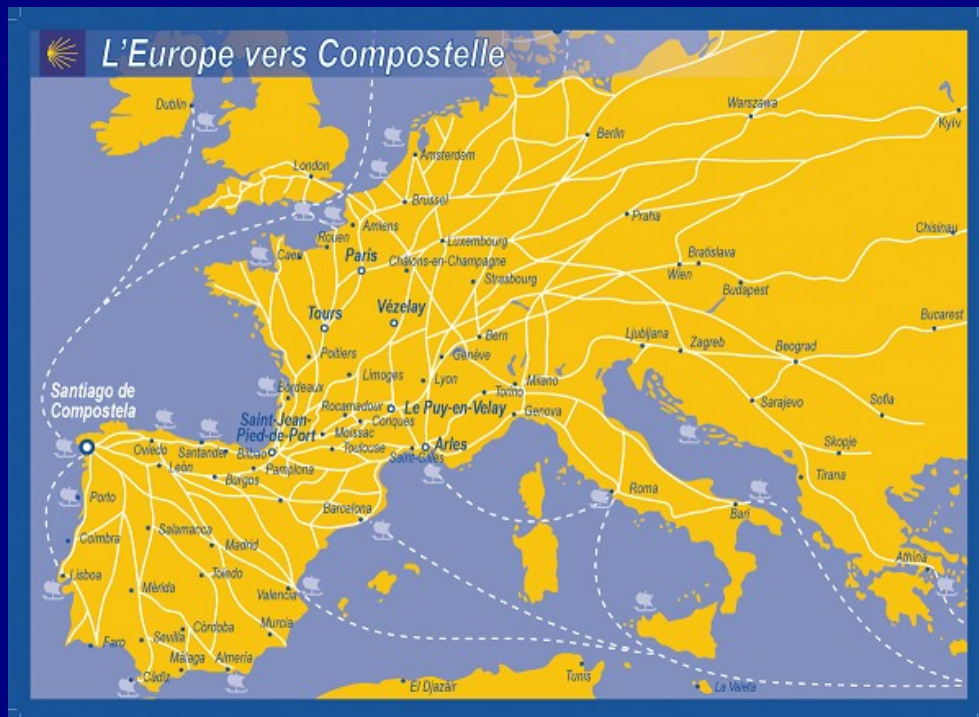 L'Europe vers Compostelle
Dublin
London
Amsterdam
Berlin
Warszawa
Kyïv
Brussel
Amiens
Rouen
Caen
Paris
Luxembourg
Châlons-en-Champagne
Strasbourg
Praha
Chisinau
Wien
Bratislava
Budapest
Tours
Vézelay
Bern
Ljubljana
Zagreb
Beograd
Bucarest
Poitiers
Limoges
Genève
Lyon
Torino
Milano
Genova
Sarajevo
Sofia
Santiago de
Compostela
Bordeaux
Rocamadour
Conques
Le Puy-en-Velay
Saint-Jean-
Pied-de-Port
Moissac
Toulouse
Saint-Gilles
Arles
Skopje
Tirana
Oviedo
Santander
Bilbao
León
Burgos
Pamplona
Porto
Barcelona
Roma
Bari
Coimbra
Salamanca
Madrid
Athina
Lisboa
Mérida
Toledo
Valencia
Faro
Sevilla
Córdoba
Murcia
Cádiz
Málaga
Almeria
El Djazàir
Tunis
La Valeta